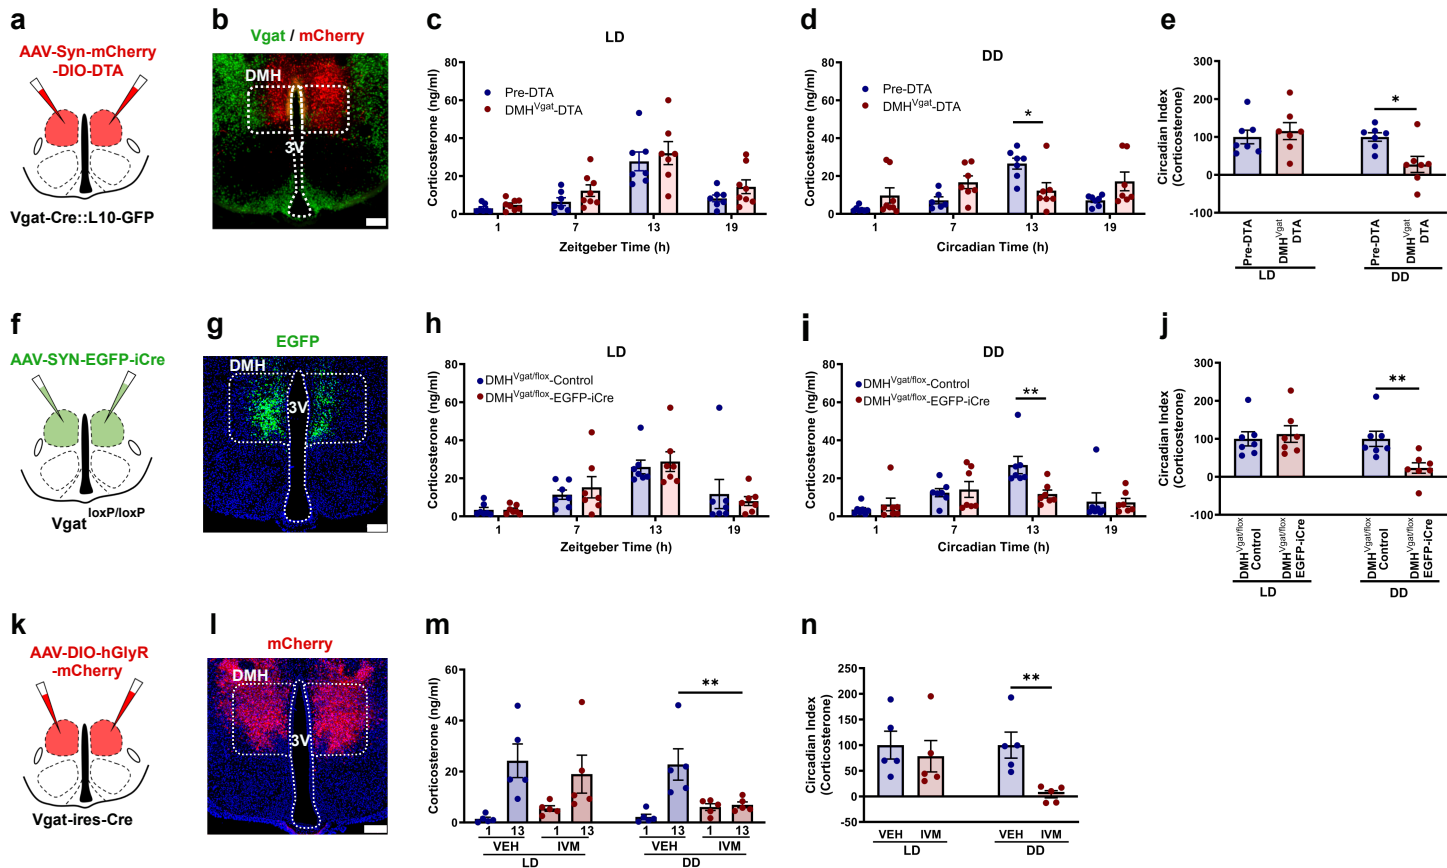 a
AAV-Syn-mCherry
-DIO-DTA
Vgat-Cre::L10-GFP
b
Vgat / mCherry
DMH
3V
c
LD
Corticosterone (ng/ml)
80
60
40
20
0
Pre-DTA
DMHVgat-DTA
1
7
13
19
Zeitgeber Time (h)
d
DD
Corticosterone (ng/ml)
80
60
40
20
0
Pre-DTA
DMHVgat-DTA
*
1
7
13
19
Circadian Time (h)
e
Circadian Index
(Corticosterone)
300
200
100
0
-100
*
Pre-DTA
DMHVgat
DTA
Pre-DTA
DMHVgat
DTA
LD
DD
f
AAV-SYN-EGFP-iCre
VgatloxP/loxP
g
EGFP
DMH
3V
h
LD
Corticosterone (ng/ml)
80
60
40
20
0
DMHVgat/flox-Control
DMHVgat/flox-EGFP-iCre
1
7
13
19
Zeitgeber Time (h)
i
DD
Corticosterone (ng/ml)
80
60
40
20
0
DMHVgat/flox-Control
DMHVgat/flox-EGFP-iCre
**
1
7
13
19
Circadian Time (h)
j
Circadian Index
(Corticosterone)
300
200
100
0
-100
**
DMHVgat/flox
Control
DMHVgat/flox
EGFP-iCre
DMHVgat/flox
Control
DMHVgat/flox
EGFP-iCre
LD
DD
k
AAV-DIO-hGlyR
-mCherry
Vgat-ires-Cre
l
mCherry
DMH
3V
m
Corticosterone (ng/ml)
60
40
20
0
**
1 13 1 13 1 13 1 13
VEH IVM VEH IVM
LD DD
n
Circadian Index
(Corticosterone)
250
200
150
100
50
0
-50
**
VEH IVM VEH IVM
LD DD